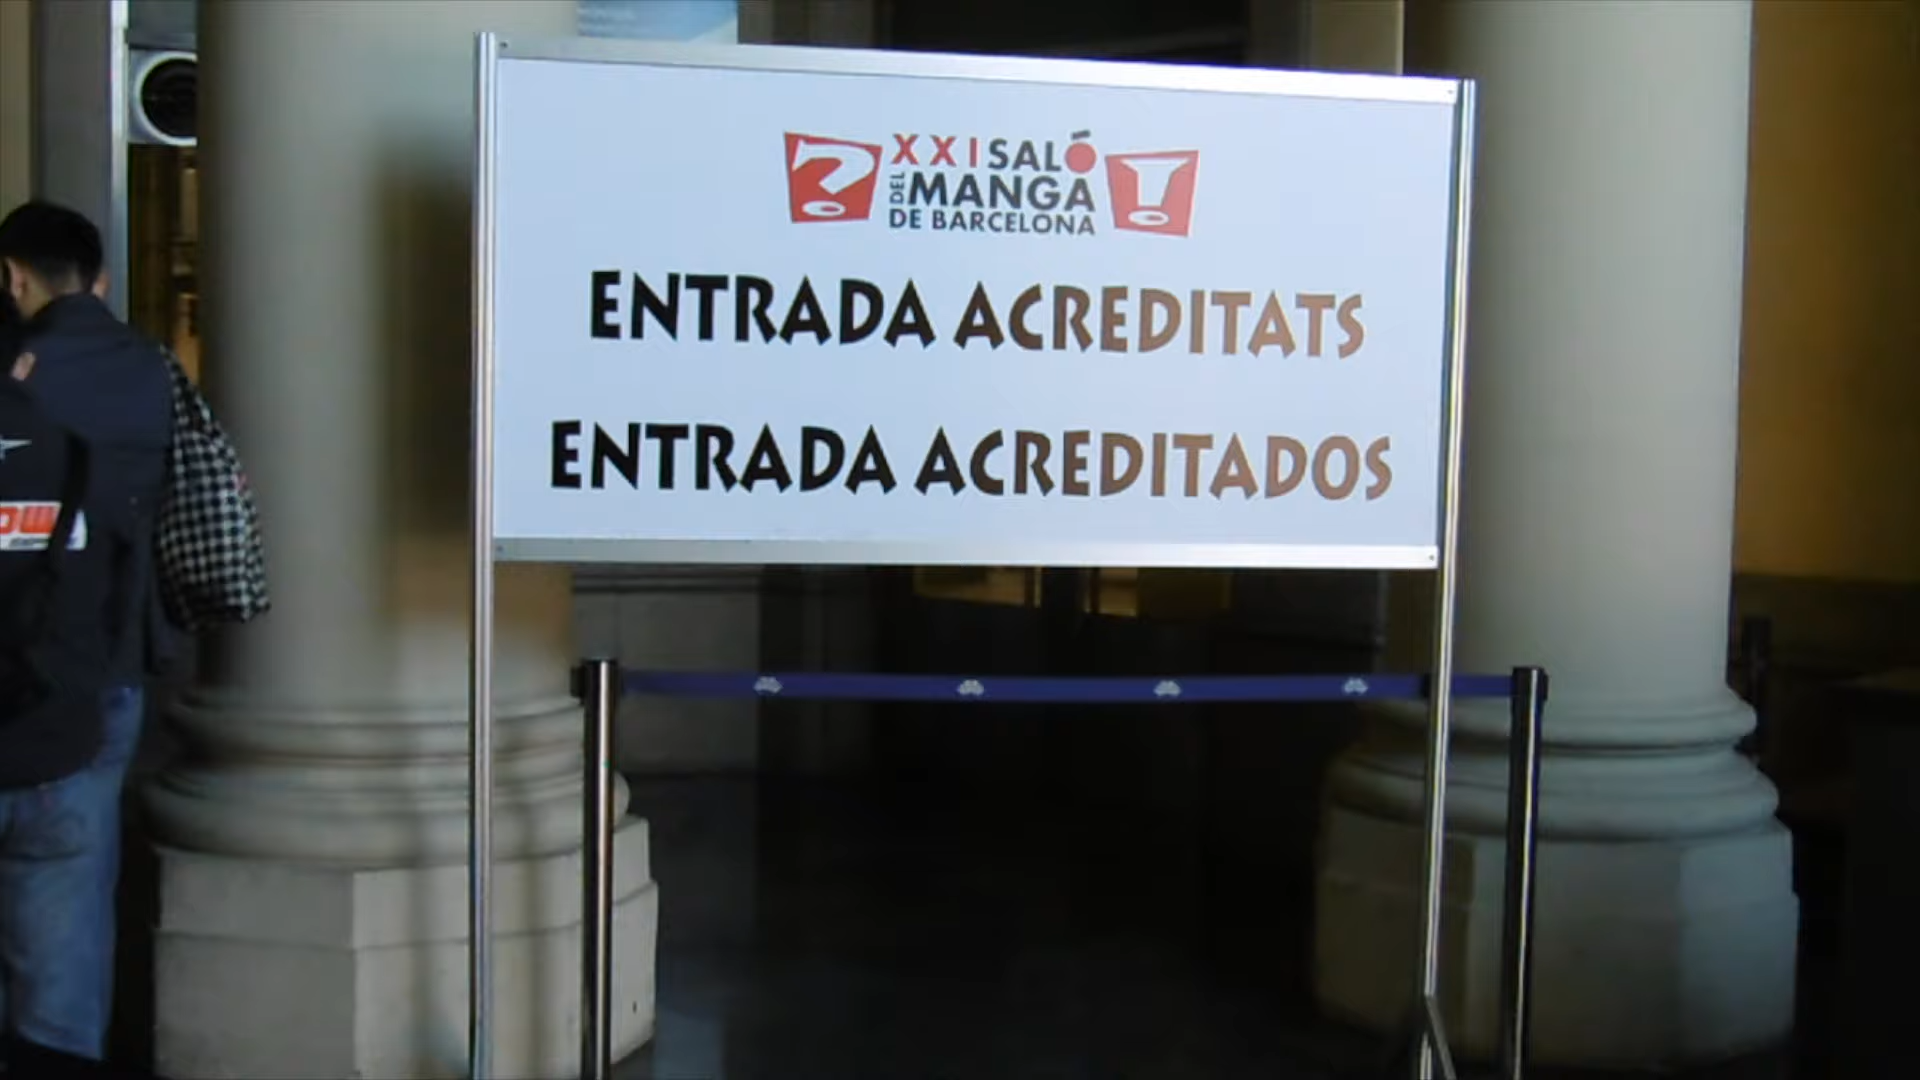 XXI SALÓ
DEL MANGA
DE BARCELONA
ENTRADA ACREDITATS
ENTRADA ACREDITADOS